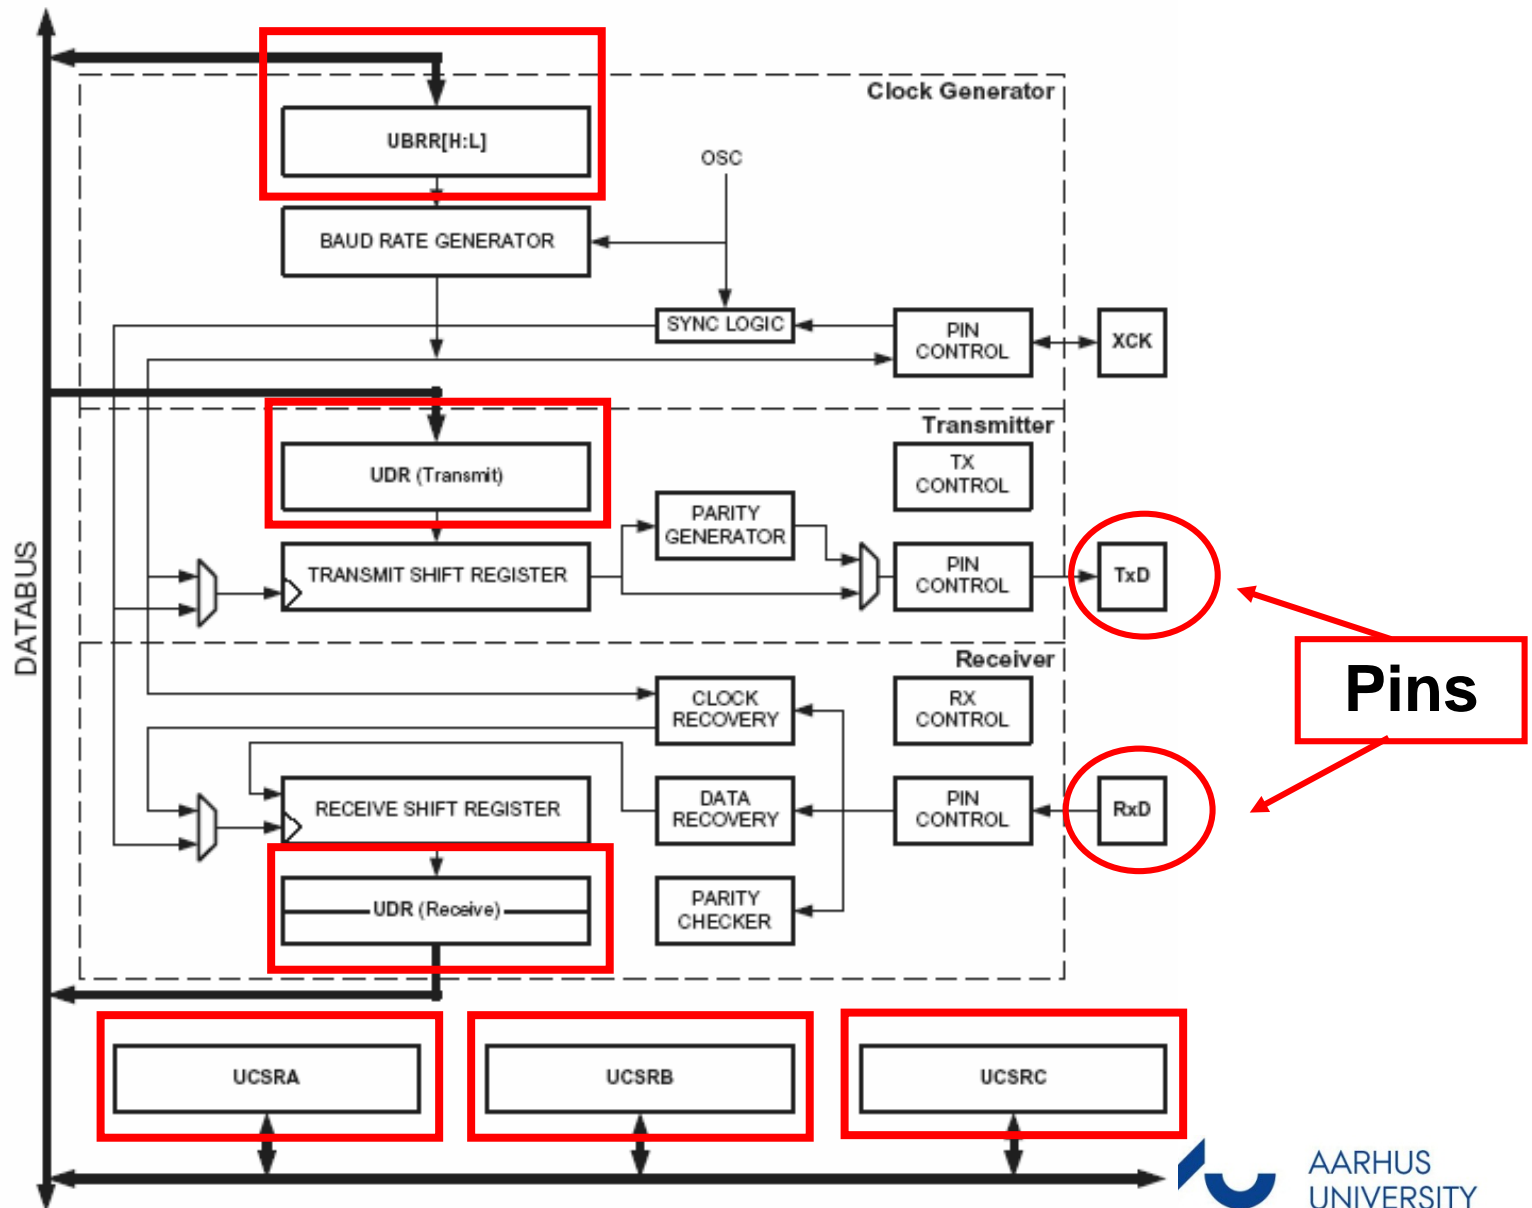 Clock Generator
UBRR[H:L]
OSC
BAUD RATE GENERATOR
SYNC LOGIC
PIN
CONTROL
XCK
Transmitter
UDR (Transmit)
TX
CONTROL
PARITY
GENERATOR
TRANSMIT SHIFT REGISTER
PIN
CONTROL
TxD
DATABUS
Pins
Receiver
CLOCK
RECOVERY
RX
CONTROL
RECEIVE SHIFT REGISTER
DATA
RECOVERY
PIN
CONTROL
RxD
UDR (Receive)
PARITY
CHECKER
UCSRA
UCSRB
UCSRC
AARHUS
UNIVERSITY